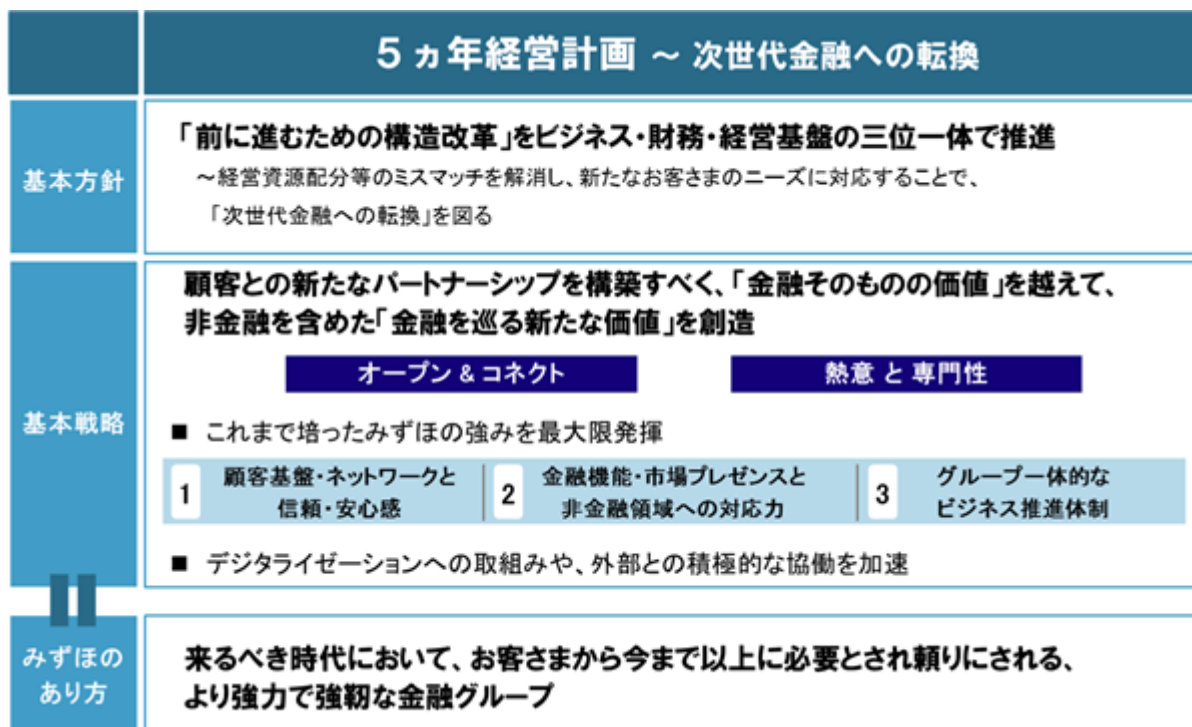 5ヵ年経営計画 ～ 次世代金融への転換
基本方針
「前に進むための構造改革」をビジネス・財務・経営基盤の三位一体で推進
～経営資源配分等のミスマッチを解消し、新たなお客さまのニーズに対応することで、
「次世代金融への転換」を図る
基本戦略
顧客との新たなパートナーシップを構築すべく、「金融そのものの価値」を越えて、
非金融を含めた「金融を巡る新たな価値」を創造
オープン & コネクト
熱意 と 専門性
■ これまで培ったみずほの強みを最大限発揮
1
顧客基盤・ネットワークと
信頼・安心感
2
金融機能・市場プレゼンスと
非金融領域への対応力
3
グループ一体的な
ビジネス推進体制
■ デジタライゼーションへの取組みや、外部との積極的な協働を加速
みずほの
あり方
来るべき時代において、お客さまから今まで以上に必要とされ頼りにされる、
より強力で強靭な金融グループ